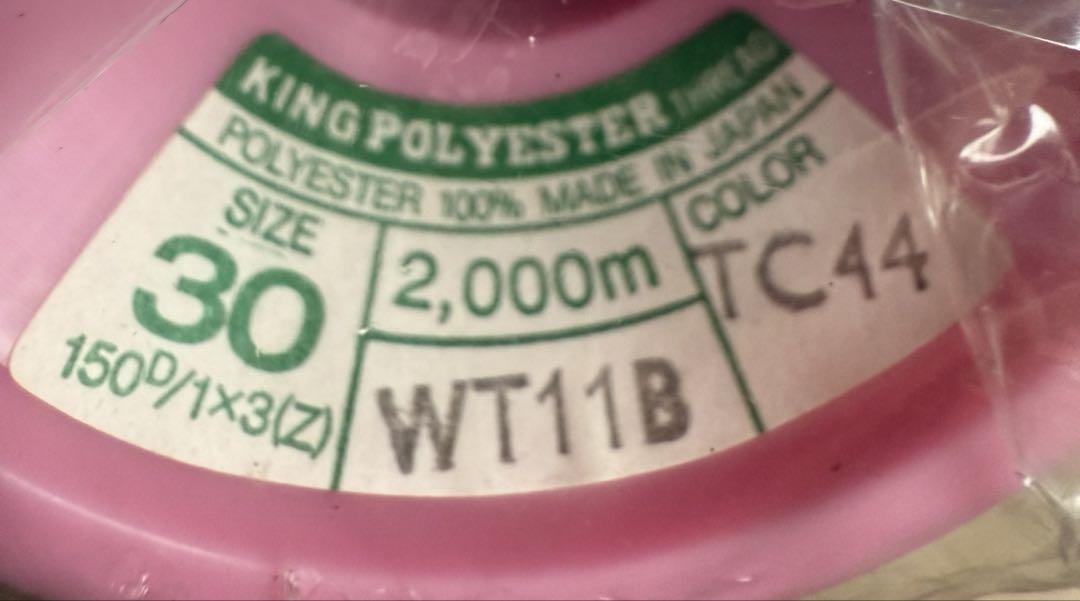 KING POLYESTER THREAD
POLYESTER 100% MADE IN JAPAN
SIZE
30
150D/1×3(Z)
2,000m
WT11B
COLOR
TC44